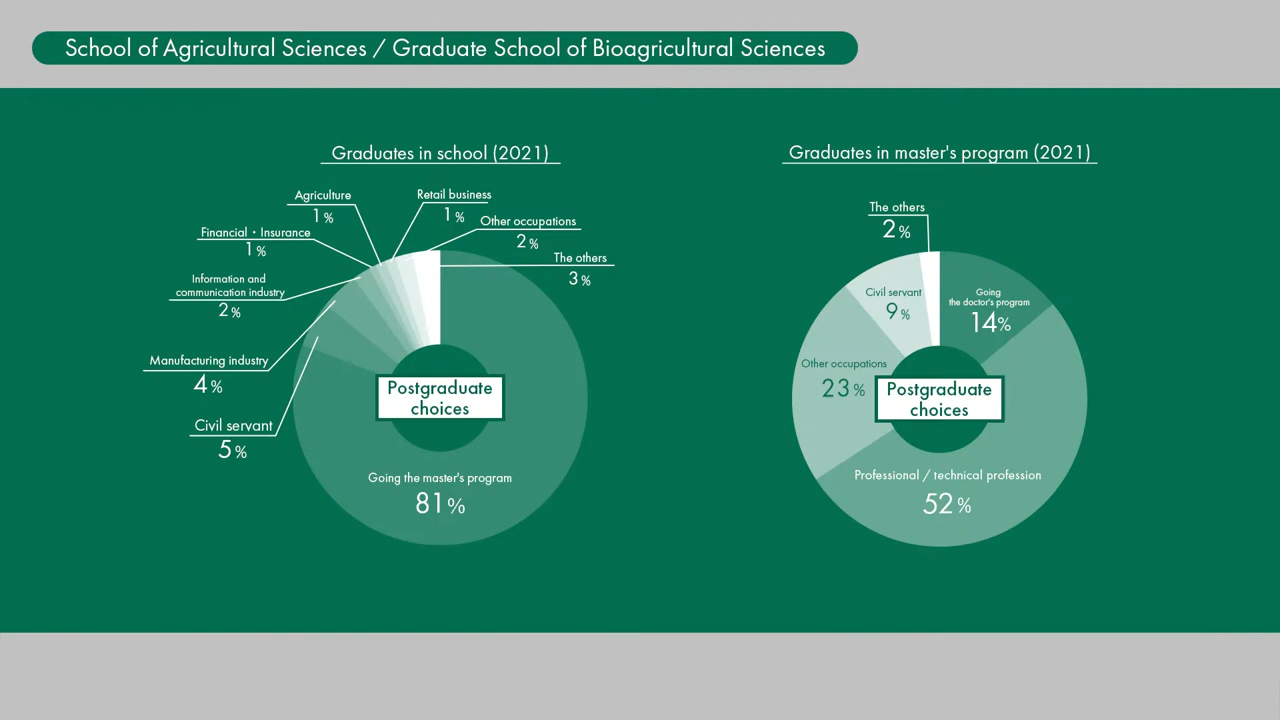 School of Agricultural Sciences / Graduate School of Bioagricultural Sciences
Graduates in school (2021)
Agriculture
1%
Retail business
1%
Financial・Insurance
1%
Other occupations
2%
The others
3%
Information and
communication industry
2%
Manufacturing industry
4%
Civil servant
5%
Postgraduate
choices
Going the master's program
81%
Graduates in master's program (2021)
The others
2%
Civil servant
9%
Going
the doctor's program
14%
Other occupations
23%
Postgraduate
choices
Professional / technical profession
52%